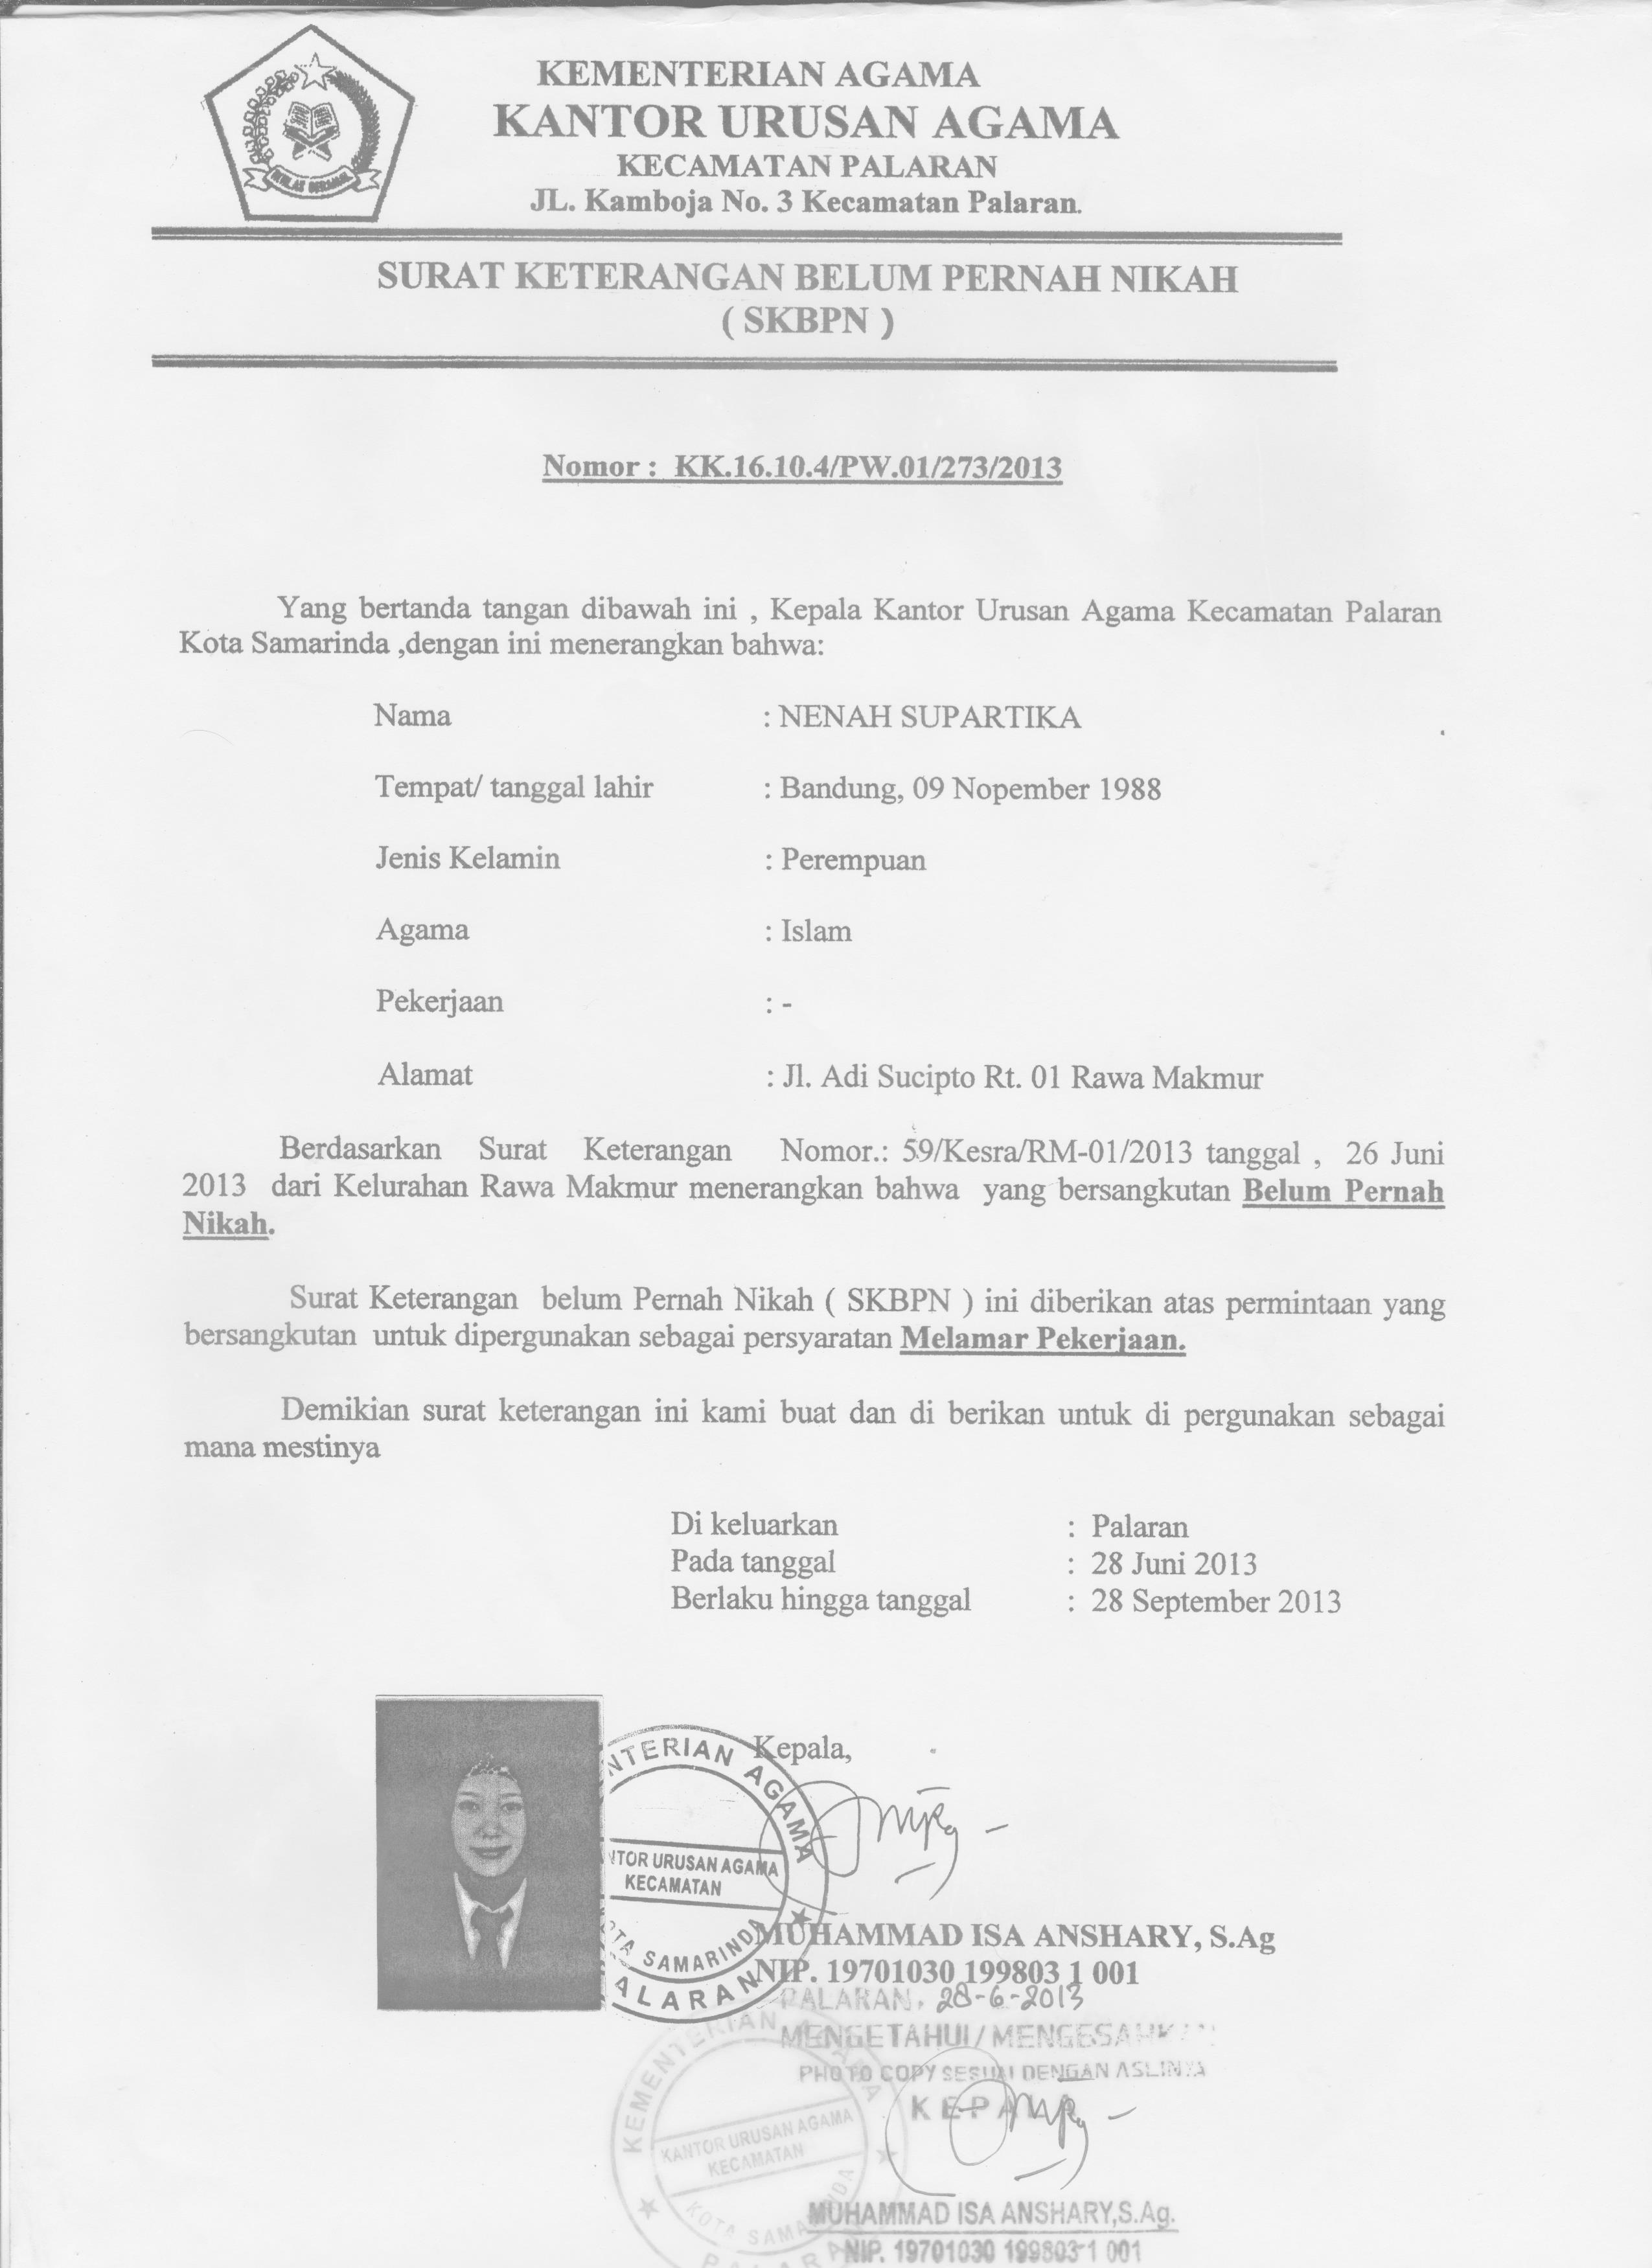 KEMENTERIAN AGAMA
KANTOR URUSAN AGAMA
KECAMATAN PALARAN
JL. Kamboja No. 3 Kecamatan Palaran.
IKHLAS BERAMAL
SURAT KETERANGAN BELUM PERNAH NIKAH
( SKBPN )
Nomor : KK.16.10.4/PW.01/273/2013
Yang bertanda tangan dibawah ini , Kepala Kantor Urusan Agama Kecamatan Palaran
Kota Samarinda ,dengan ini menerangkan bahwa:
Nama : NENAH SUPARTIKA
Tempat/ tanggal lahir : Bandung, 09 Nopember 1988
Jenis Kelamin : Perempuan
Agama : Islam
Pekerjaan : -
Alamat : Jl. Adi Sucipto Rt. 01 Rawa Makmur
Berdasarkan Surat Keterangan Nomor.: 59/Kesra/RM-01/2013 tanggal , 26 Juni
2013 dari Kelurahan Rawa Makmur menerangkan bahwa yang bersangkutan Belum Pernah
Nikah.
Surat Keterangan belum Pernah Nikah ( SKBPN ) ini diberikan atas permintaan yang
bersangkutan untuk dipergunakan sebagai persyaratan Melamar Pekerjaan.
Demikian surat keterangan ini kami buat dan di berikan untuk di pergunakan sebagai
mana mestinya
Di keluarkan : Palaran
Pada tanggal : 28 Juni 2013
Berlaku hingga tanggal : 28 September 2013
Kepala,
NTERIAN AGAMA
NTOR URUSAN AGAMA
KECAMATAN
OTA SAMARINDA
ALARAN
MUHAMMAD ISA ANSHARY, S.Ag
NIP. 19701030 199803 1 001
PALARAN, 28-6-2013
MENGETAHUI / MENGESAHKAN
PHOTO COPY SESUAI DENGAN ASLINYA
KEPALA
KEMENTERIAN AGAMA
KANTOR URUSAN AGAMA
KECAMATAN
KOTA SAMARINDA
PALARAN
MUHAMMAD ISA ANSHARY,S.Ag.
NIP. 19701030 199803 1 001